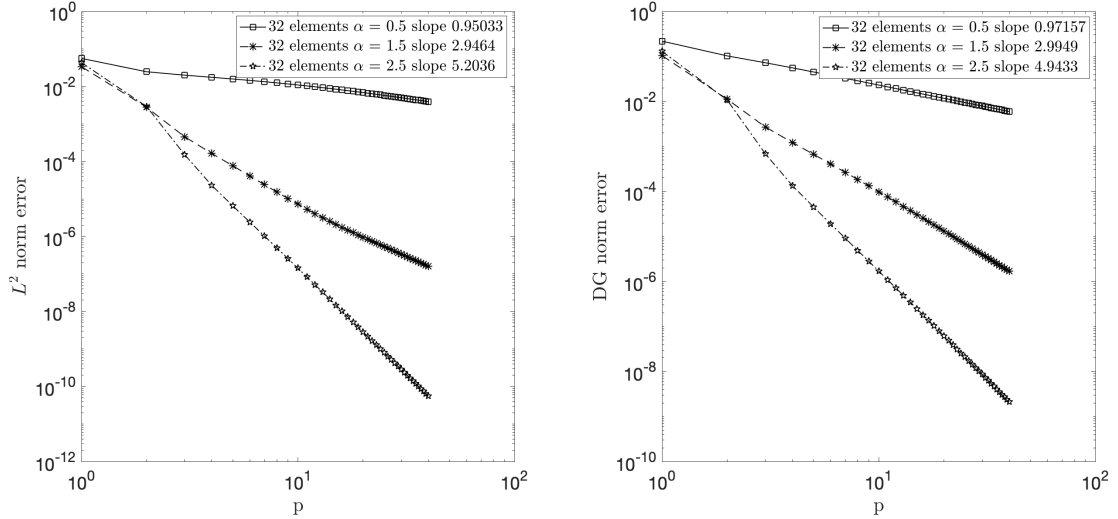 32 elements α = 0.5 slope 0.95033
32 elements α = 1.5 slope 2.9464
32 elements α = 2.5 slope 5.2036
10^0
10^-2
10^-4
10^-6
10^-8
10^-10
10^-12
L^2 norm error
10^0
10^1
10^2
p
32 elements α = 0.5 slope 0.97157
32 elements α = 1.5 slope 2.9949
32 elements α = 2.5 slope 4.9433
10^0
10^-2
10^-4
10^-6
10^-8
10^-10
DG norm error
10^0
10^1
10^2
p